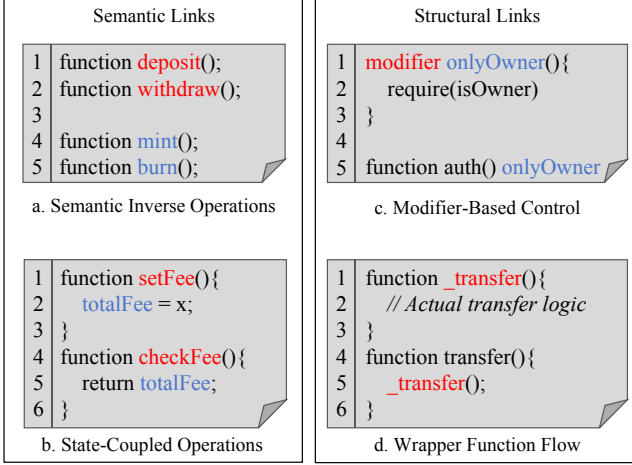 Semantic Links
1 function deposit();
2 function withdraw();
3
4 function mint();
5 function burn();
a. Semantic Inverse Operations
1 function setFee(){
2 totalFee = x;
3 }
4 function checkFee(){
5 return totalFee;
6 }
b. State-Coupled Operations
Structural Links
1 modifier onlyOwner(){
2 require(isOwner)
3 }
4
5 function auth() onlyOwner
c. Modifier-Based Control
1 function _transfer(){
2 // Actual transfer logic
3 }
4 function transfer(){
5 _transfer();
6 }
d. Wrapper Function Flow